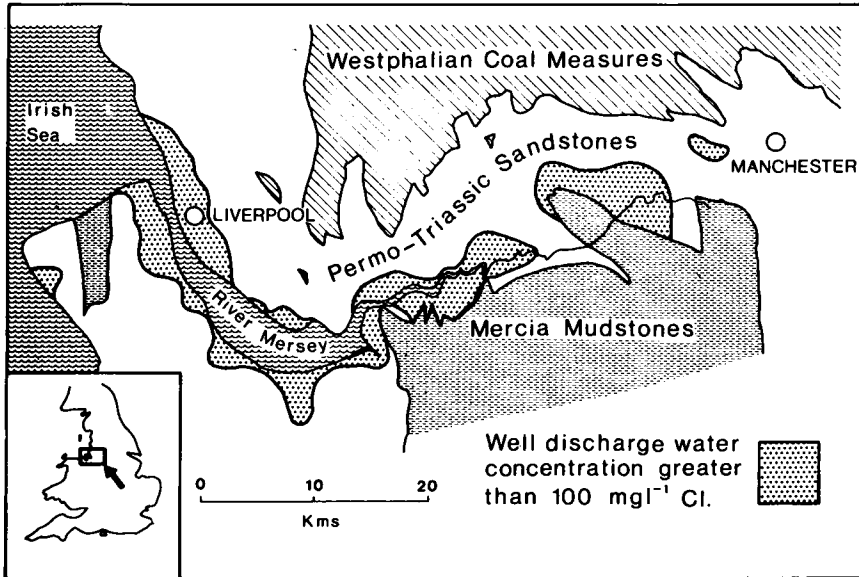 Westphalian Coal Measures
Irish
Sea
Permo-Triassic Sandstones
MANCHESTER
LIVERPOOL
River Mersey
Mercia Mudstones
Well discharge water
concentration greater
than 100 mgl⁻¹ Cl.
0 10 20
Kms